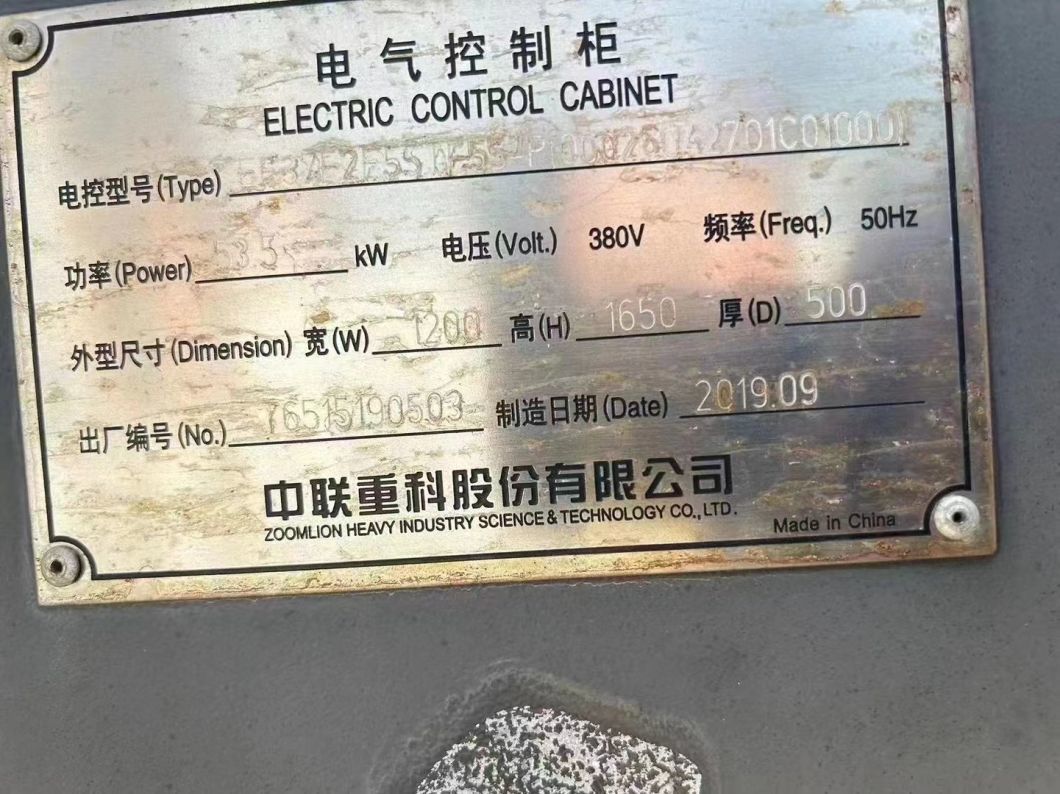 电气控制柜
ELECTRIC CONTROL CABINET
电控型号(Type)
功率(Power) kW 电压(Volt.) 380V 频率(Freq.) 50Hz
外型尺寸(Dimension) 宽(W) 1200 高(H) 1650 厚(D) 500
出厂编号(No.) T6515190503 制造日期(Date) 2019.09
中联重科股份有限公司
ZOOMLION HEAVY INDUSTRY SCIENCE & TECHNOLOGY CO., LTD.
Made in China